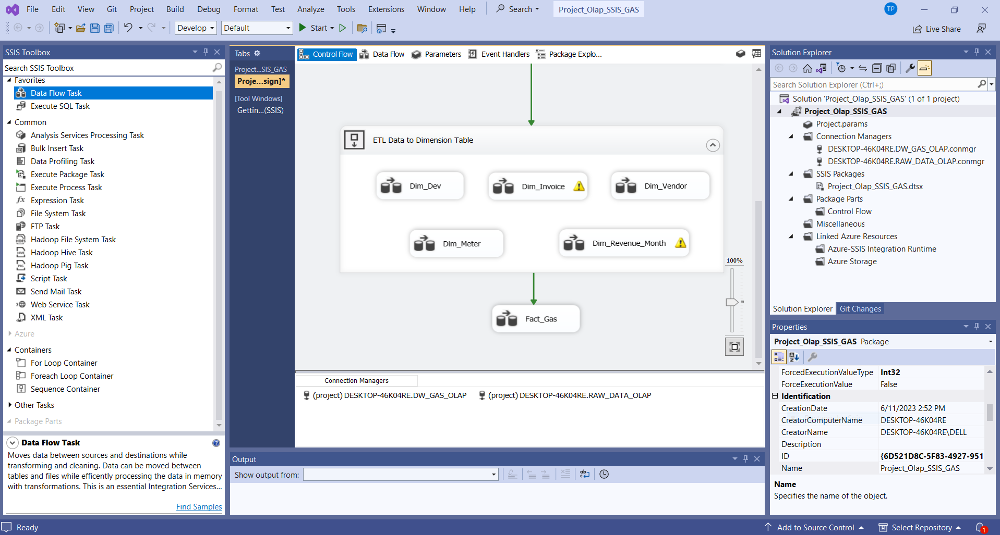 File Edit View Git Project Build Debug Format Test Analyze Tools Extensions Window Help Search Project_Olap_SSIS_GAS TP
Develop Default Start Live Share
SSIS Toolbox
Search SSIS Toolbox
Favorites
Data Flow Task
Execute SQL Task
Common
Analysis Services Processing Task
Bulk Insert Task
Data Profiling Task
Execute Package Task
Execute Process Task
Expression Task
File System Task
FTP Task
Hadoop File System Task
Hadoop Hive Task
Hadoop Pig Task
Script Task
Send Mail Task
Web Service Task
XML Task
Azure
Containers
For Loop Container
Foreach Loop Container
Sequence Container
Other Tasks
Package Parts
Data Flow Task
Moves data between sources and destinations while
transforming and cleaning. Data can be moved between
tables and files while efficently processing the data in memory
with transformations. This is an essential Integration Services...
Find Samples
Tabs
Project...SIS_GAS
Proje...sign]*
[Tool Windows]
Gettin...(SSIS)
Control Flow Data Flow Parameters Event Handlers Package Explo...
ETL Data to Dimension Table
Dim_Dev Dim_Invoice Dim_Vendor
Dim_Meter Dim_Revenue_Month
100%
Fact_Gas
Connection Managers
(project) DESKTOP-46K04RE.DW_GAS_OLAP (project) DESKTOP-46K04RE.RAW_DATA_OLAP
Output
Show output from:
Solution Explorer
Search Solution Explorer (Ctrl+;)
Solution 'Project_Olap_SSIS_GAS' (1 of 1 project)
Project_Olap_SSIS_GAS
Project.params
Connection Managers
DESKTOP-46K04RE.DW_GAS_OLAP.conmgr
DESKTOP-46K04RE.RAW_DATA_OLAP.conmgr
SSIS Packages
Project_Olap_SSIS_GAS.dtsx
Package Parts
Control Flow
Miscellaneous
Linked Azure Resources
Azure-SSIS Integration Runtime
Azure Storage
Solution Explorer Git Changes
Properties
Project_Olap_SSIS_GAS Package
ForcedExecutionValueType Int32
ForceExecutionValue False
Identification
CreationDate 6/11/2023 2:52 PM
CreatorComputerName DESKTOP-46K04RE
CreatorName DESKTOP-46K04RE\DELL
Description
ID {6D521D8C-5F83-4927-951
Name Project_Olap_SSIS_GAS
Name
Specifies the name of the object.
Ready Add to Source Control Select Repository 1